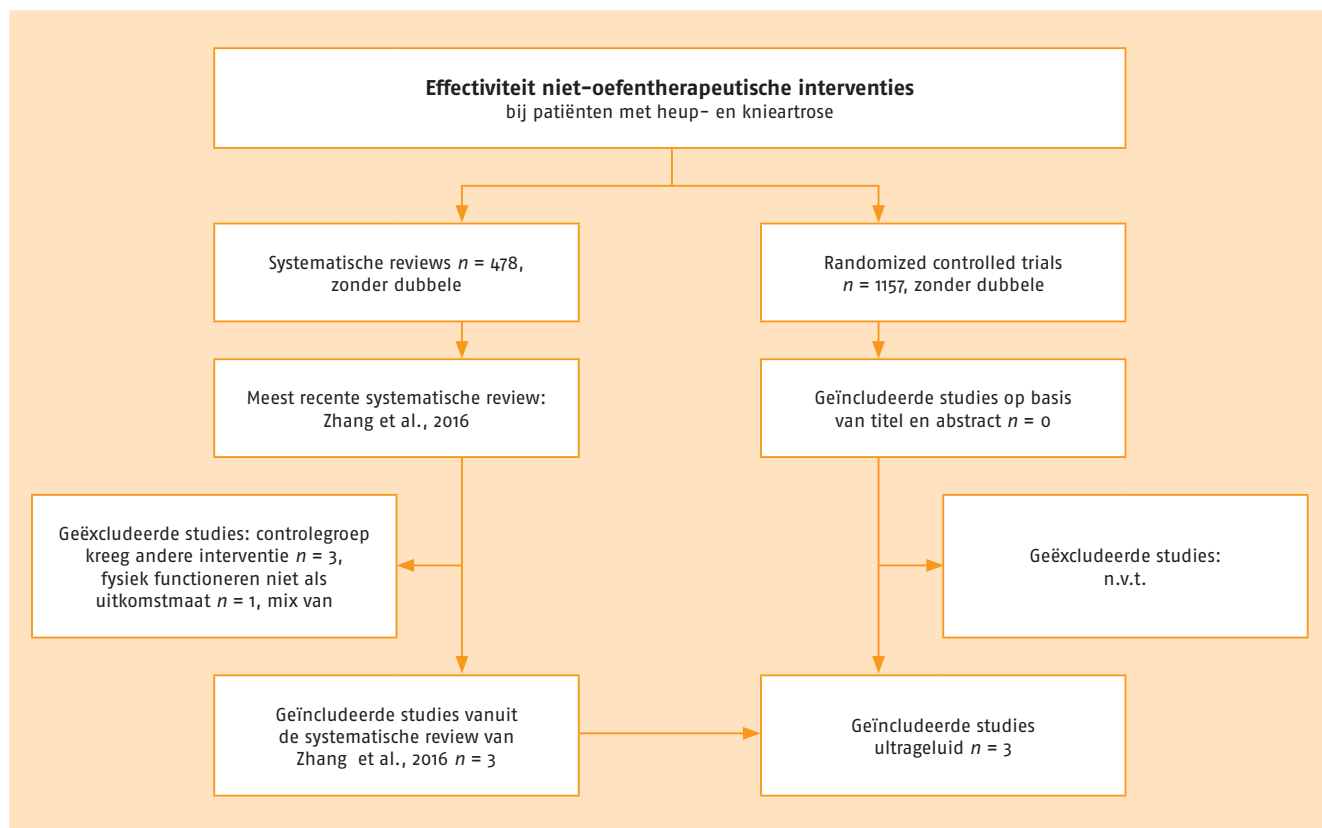 Effectiviteit niet-oefentherapeutische interventies
bij patiënten met heup- en knieartrose
Systematische reviews n = 478,
zonder dubbele
Randomized controlled trials
n = 1157, zonder dubbele
Meest recente systematische review:
Zhang et al., 2016
Geïncludeerde studies op basis
van titel en abstract n = 0
Geëxcludeerde studies: controlegroep
kreeg andere interventie n = 3,
fysiek functioneren niet als
uitkomstmaat n = 1, mix van
Geëxcludeerde studies:
n.v.t.
Geïncludeerde studies vanuit
de systematische review van
Zhang et al., 2016 n = 3
Geïncludeerde studies
ultrageluid n = 3